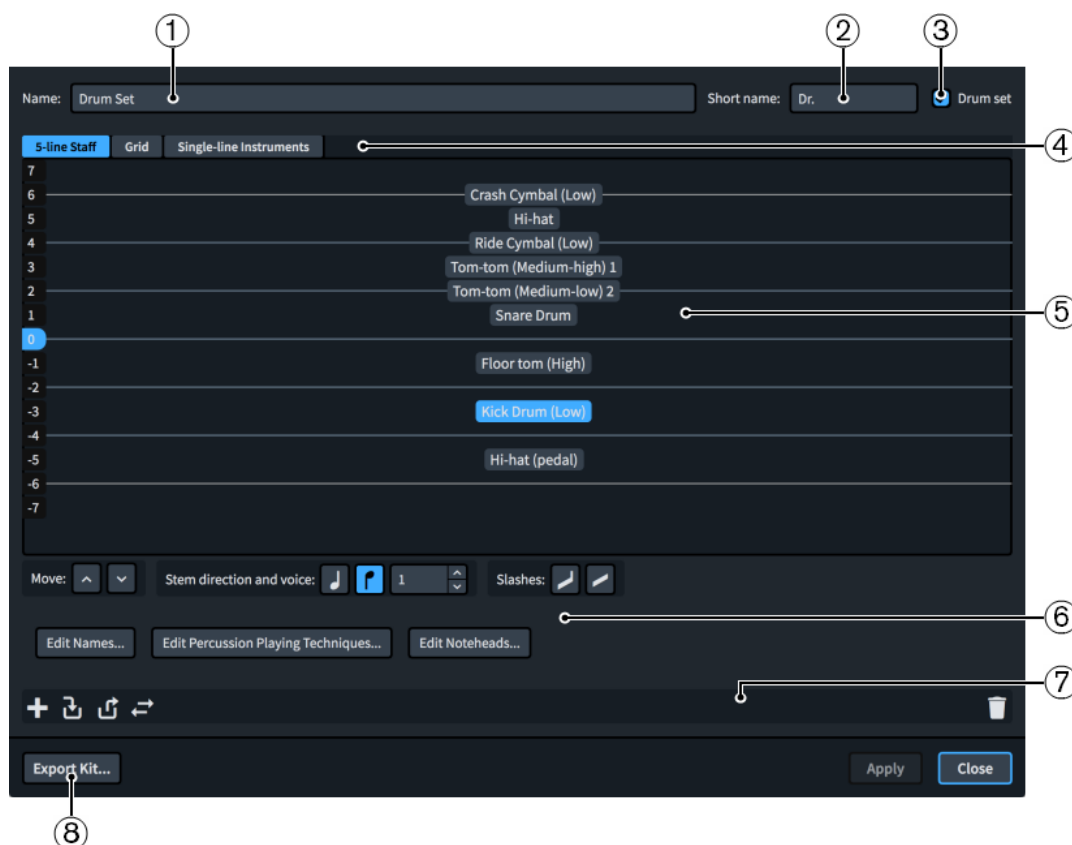 ① ② ③
Name: Drum Set Short name: Dr. Drum set
5-line Staff Grid Single-line Instruments ④
7
6 Crash Cymbal (Low)
5 Hi-hat
4 Ride Cymbal (Low)
3 Tom-tom (Medium-high) 1
2 Tom-tom (Medium-low) 2
1 Snare Drum ⑤
0
-1 Floor tom (High)
-2
-3 Kick Drum (Low)
-4
-5 Hi-hat (pedal)
-6
-7
Move: Stem direction and voice: 1 Slashes:
⑥
Edit Names... Edit Percussion Playing Techniques... Edit Noteheads...
⑦
Export Kit... Apply Close
⑧